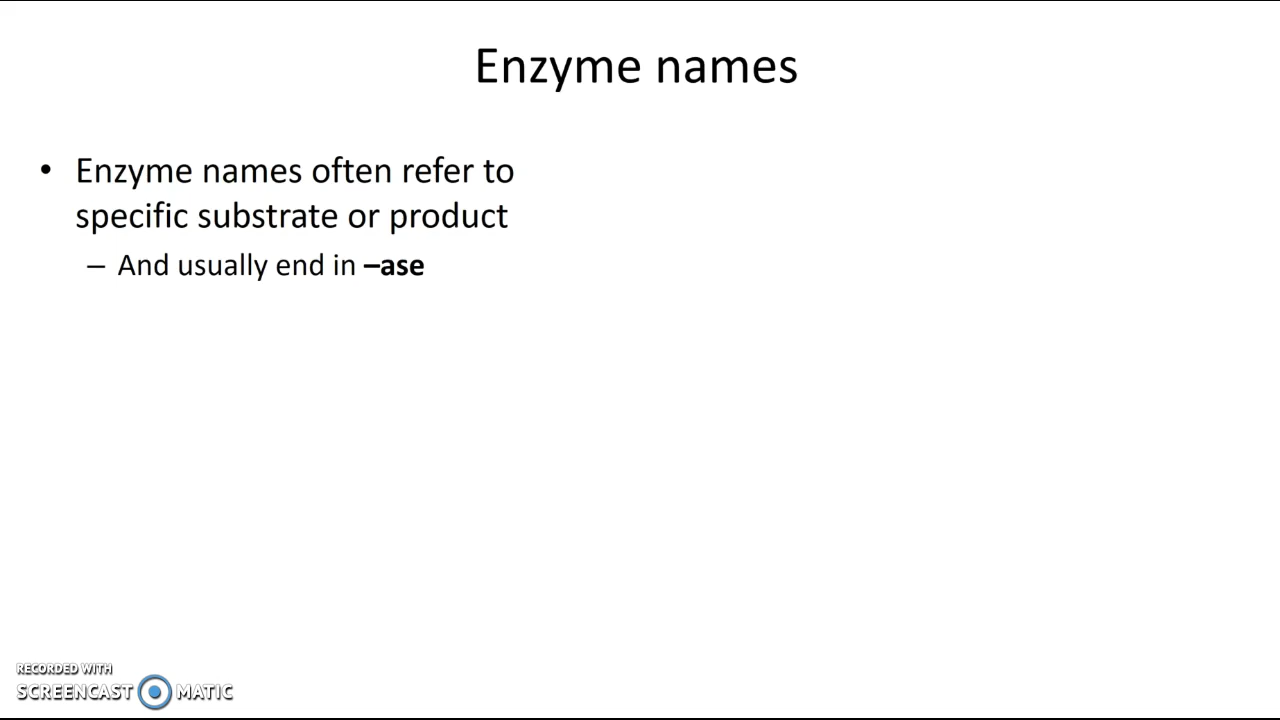 Enzyme names
• Enzyme names often refer to
specific substrate or product
– And usually end in –ase
RECORDED WITH
SCREENCAST MATIC